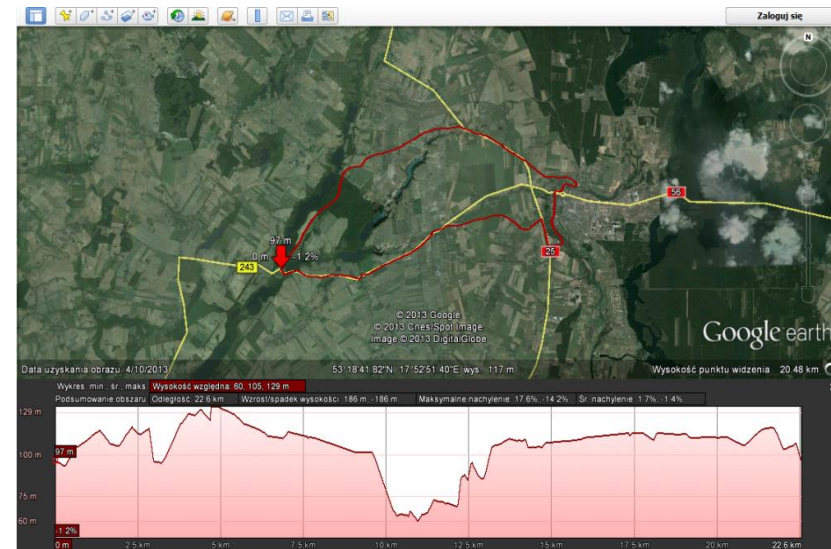 Zaloguj się
N
56
97 m
0 m -1.2%
243
25
© 2013 Google
© 2013 Cnes/Spot Image
Image © 2013 DigitalGlobe
Google earth
Data uzyskania obrazu 4/10/2013 53°18'41.82"N 17°52'51.40"E wys. 117 m Wysokość punktu widzenia 20.48 km
Wykres: min., śr., maks. Wysokość względna: 60, 105, 129 m
Podsumowanie obszaru: Odległość: 22.6 km Wzrost/spadek wysokości: 186 m, -186 m Maksymalne nachylenie: 17.6%, -14.2% Śr. nachylenie: 1.7%, -1.4%
129 m
97 m
100 m
75 m
60 m
-1.2%
0 m 2.5 km 5 km 7.5 km 10 km 12.5 km 15 km 17.5 km 20 km 22.6 km